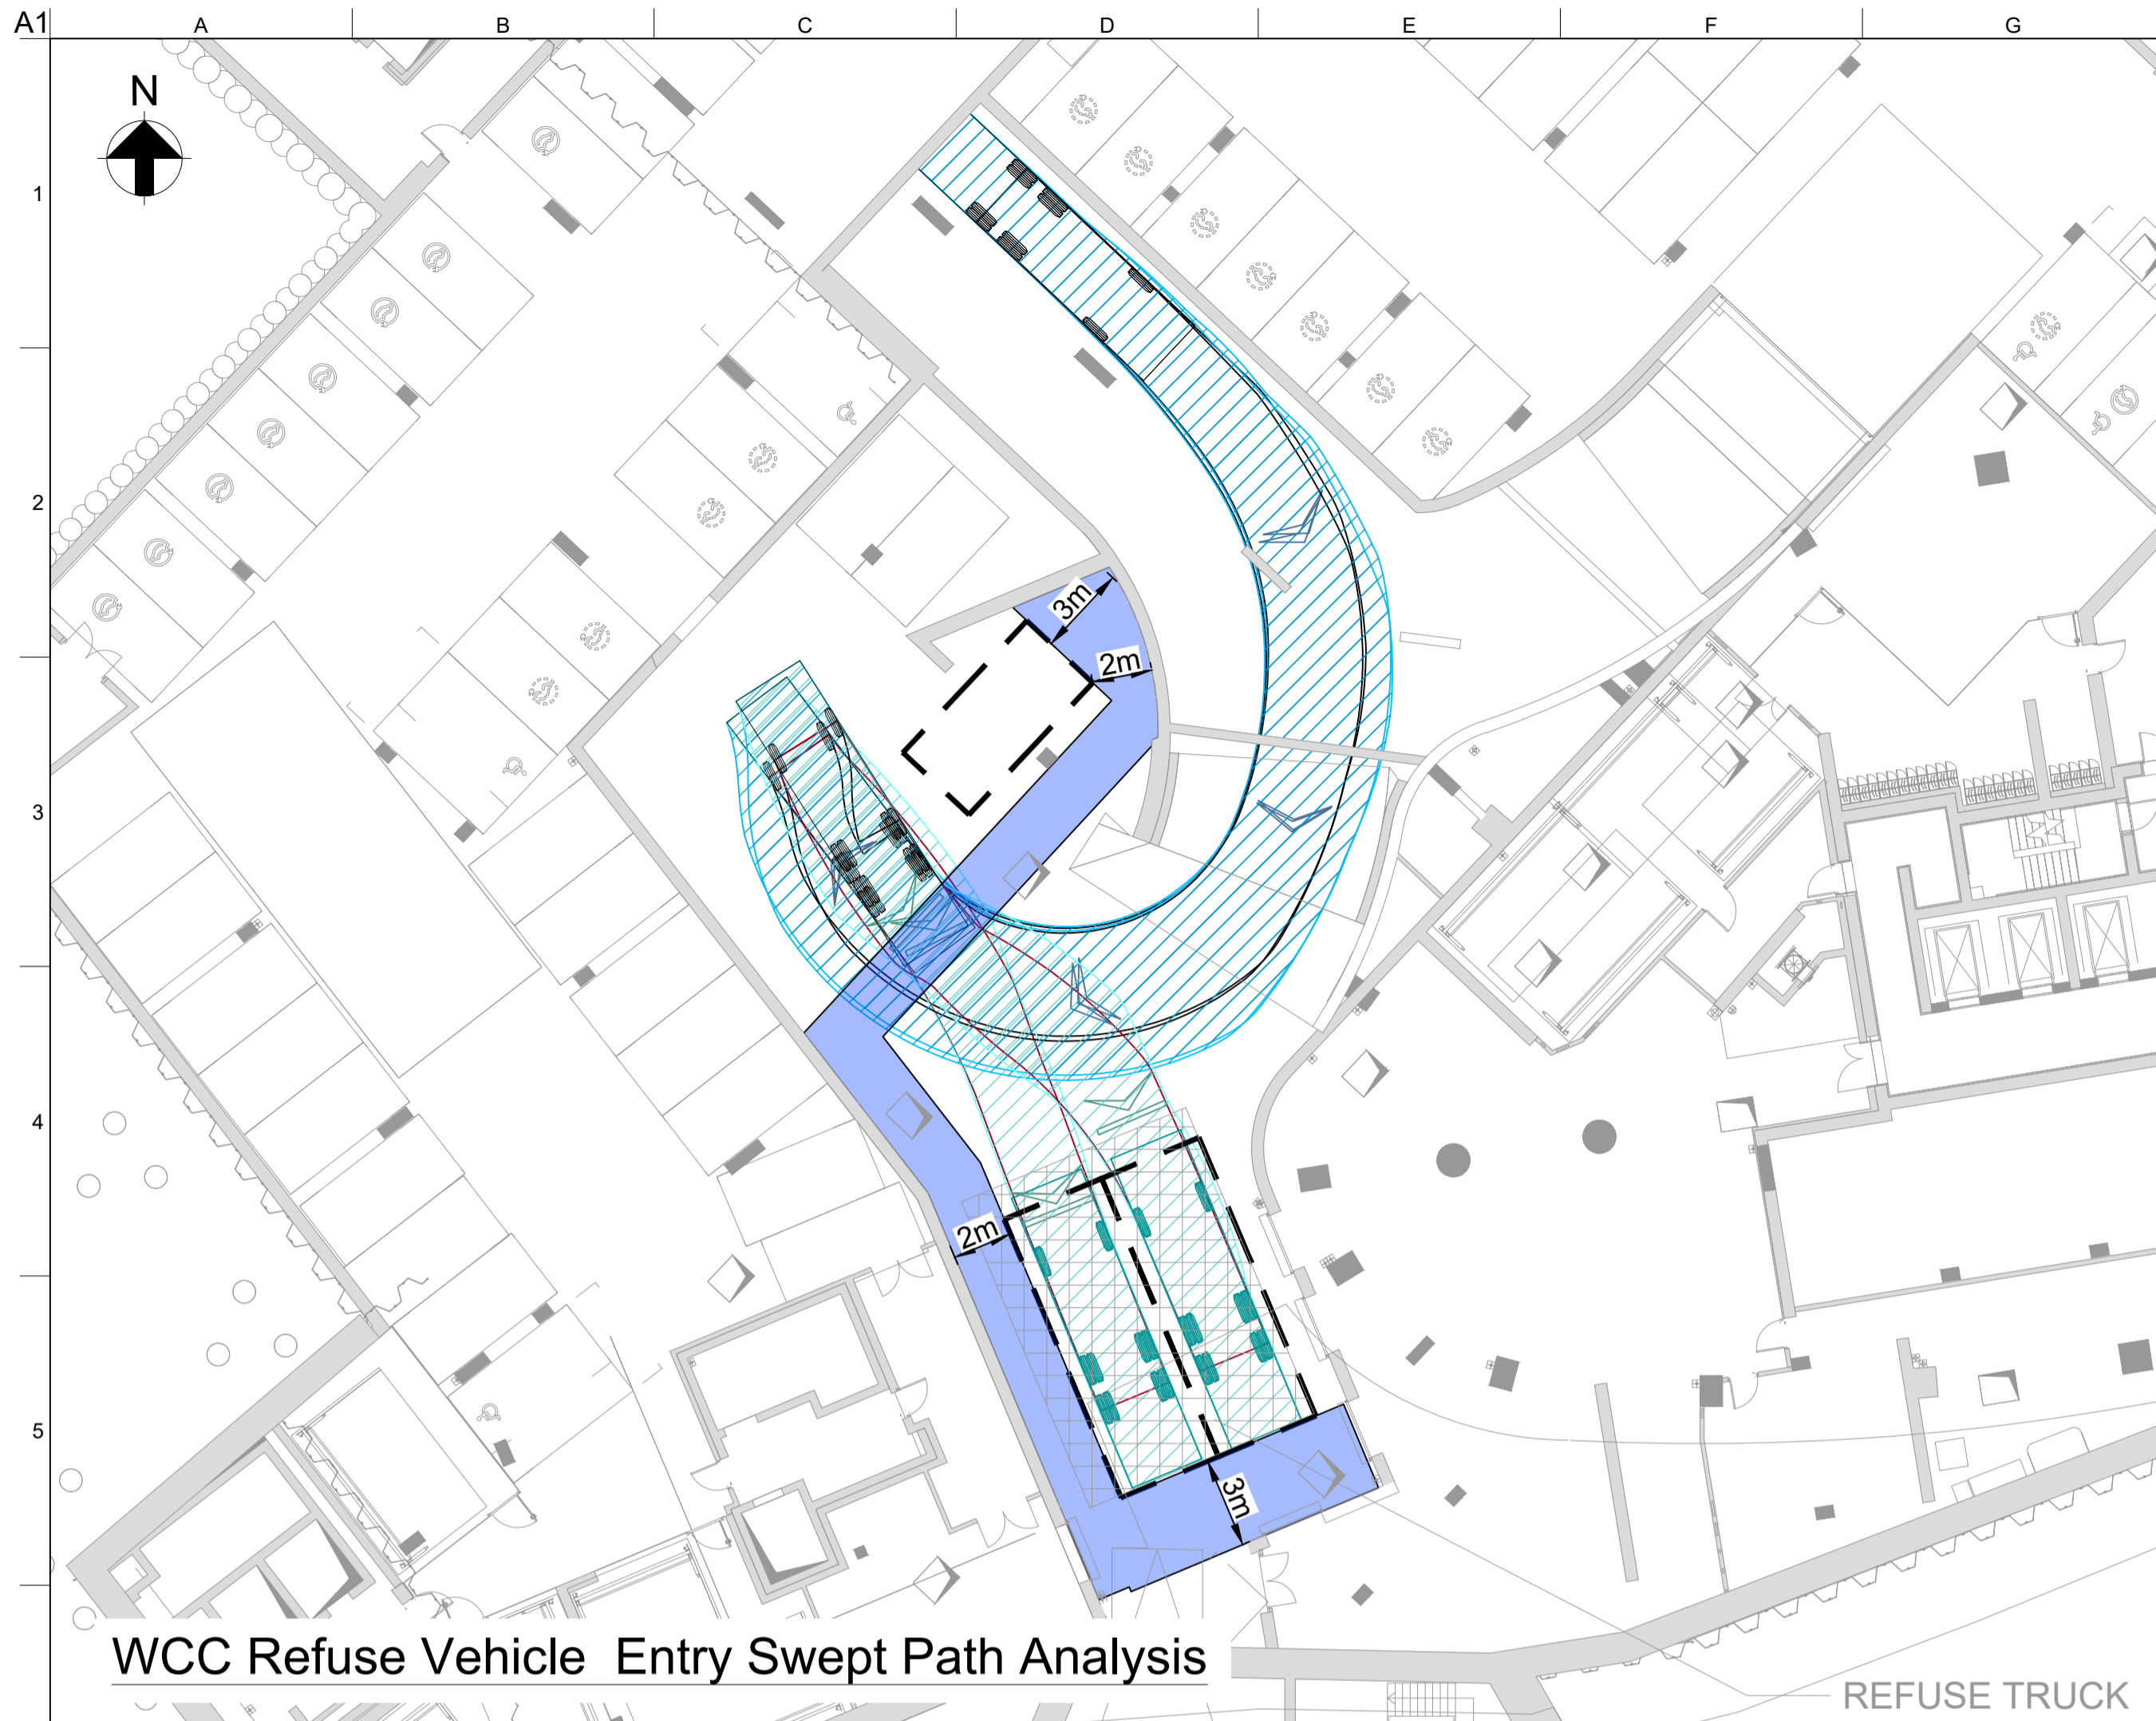 A1
A B C D E F G
N
1
2
3m
2m
3
4
2m
5
3m
WCC Refuse Vehicle Entry Swept Path Analysis
REFUSE TRUCK